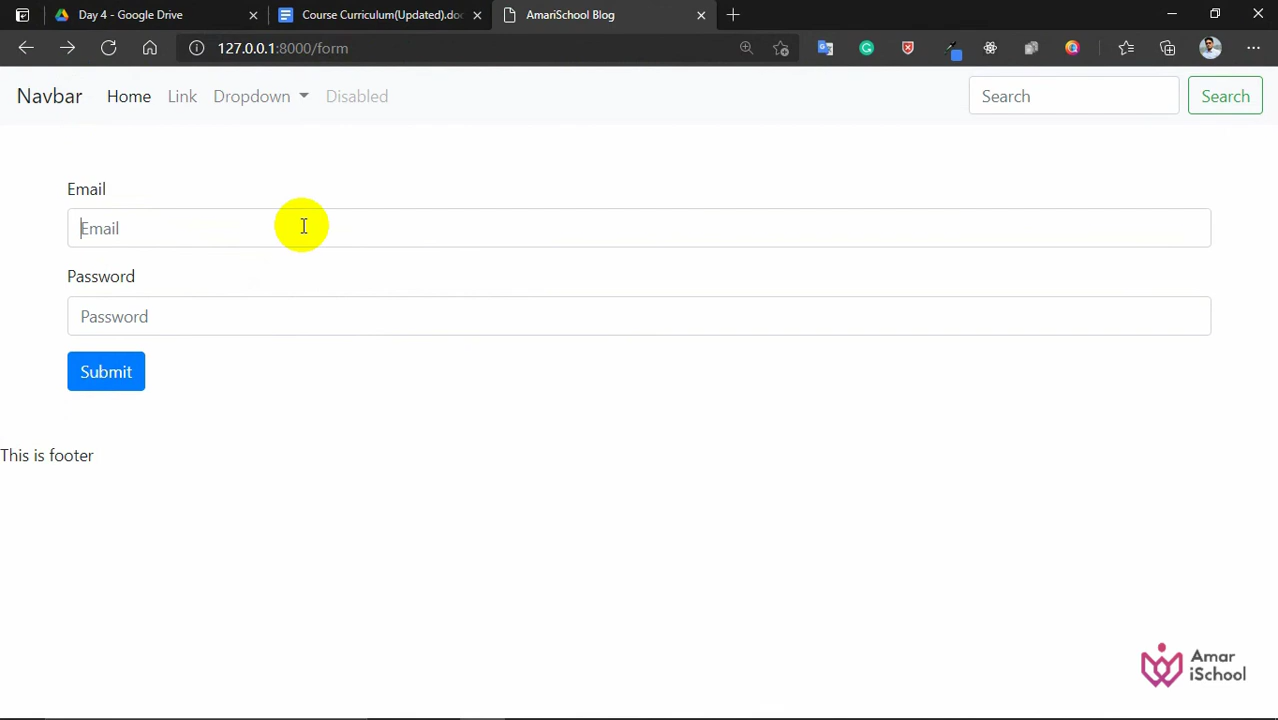 Day 4 - Google Drive
Course Curriculum(Updated).doc
AmariSchool Blog
127.0.0.1:8000/form
Navbar Home Link Dropdown Disabled Search Search
Email
Email
Password
Password
Submit
This is footer
Amar
iSchool